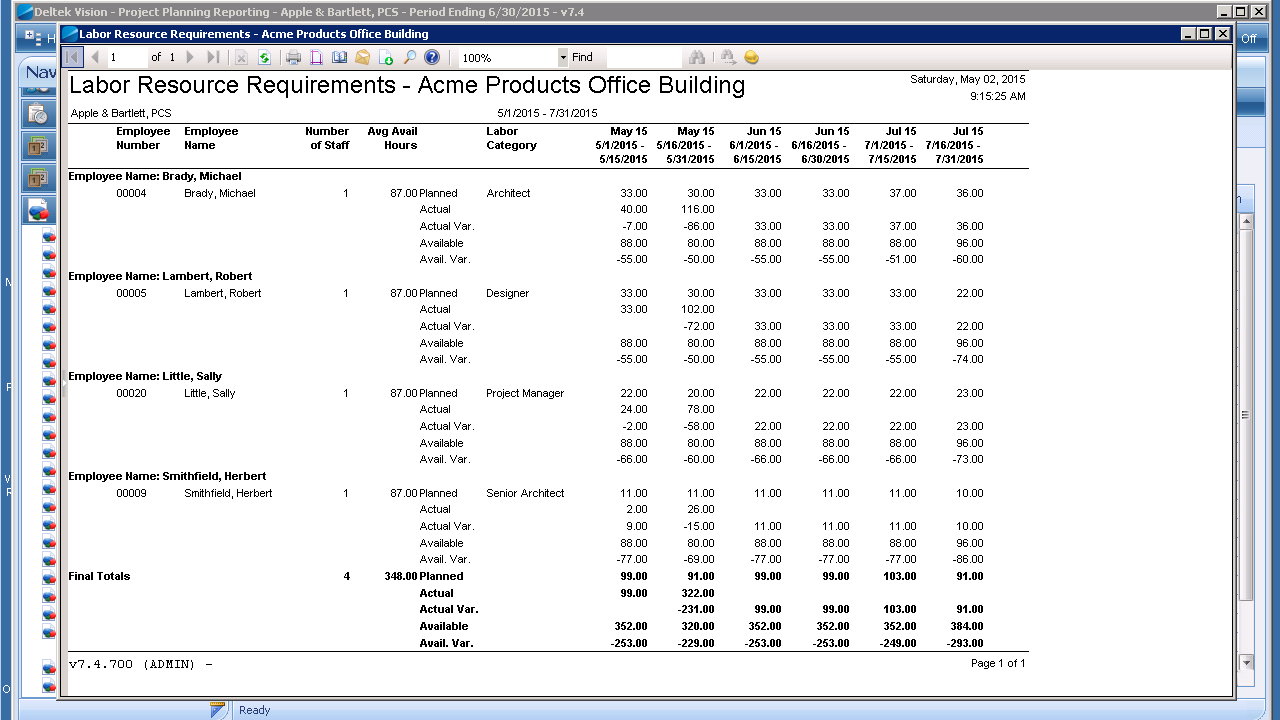 Deltek Vision - Project Planning Reporting - Apple & Bartlett, PCS - Period Ending 6/30/2015 - v7.4
Labor Resource Requirements - Acme Products Office Building
Off
Nav
1 of 1 100% Find
Labor Resource Requirements - Acme Products Office Building
Saturday, May 02, 2015
9:15:25 AM
Apple & Bartlett, PCS 5/1/2015 - 7/31/2015
Employee Employee Number Avg Avail Labor May 15 May 15 Jun 15 Jun 15 Jul 15 Jul 15
Number Name of Staff Hours Category 5/1/2015 - 5/16/2015 - 6/1/2015 - 6/16/2015 - 7/1/2015 - 7/16/2015 -
5/15/2015 5/31/2015 6/15/2015 6/30/2015 7/15/2015 7/31/2015
Employee Name: Brady, Michael
00004 Brady, Michael 1 87.00 Planned Architect 33.00 30.00 33.00 33.00 37.00 36.00
Actual 40.00 116.00
Actual Var. -7.00 -86.00 33.00 33.00 37.00 36.00
Available 88.00 80.00 88.00 88.00 88.00 96.00
Avail. Var. -55.00 -50.00 -55.00 -55.00 -51.00 -60.00
Employee Name: Lambert, Robert
00005 Lambert, Robert 1 87.00 Planned Designer 33.00 30.00 33.00 33.00 33.00 22.00
Actual 33.00 102.00
Actual Var. -72.00 33.00 33.00 33.00 22.00
Available 88.00 80.00 88.00 88.00 88.00 96.00
Avail. Var. -55.00 -50.00 -55.00 -55.00 -55.00 -74.00
Employee Name: Little, Sally
00020 Little, Sally 1 87.00 Planned Project Manager 22.00 20.00 22.00 22.00 22.00 23.00
Actual 24.00 78.00
Actual Var. -2.00 -58.00 22.00 22.00 22.00 23.00
Available 88.00 80.00 88.00 88.00 88.00 96.00
Avail. Var. -66.00 -60.00 -66.00 -66.00 -66.00 -73.00
Employee Name: Smithfield, Herbert
00009 Smithfield, Herbert 1 87.00 Planned Senior Architect 11.00 11.00 11.00 11.00 11.00 10.00
Actual 2.00 26.00
Actual Var. 9.00 -15.00 11.00 11.00 11.00 10.00
Available 88.00 80.00 88.00 88.00 88.00 96.00
Avail. Var. -77.00 -69.00 -77.00 -77.00 -77.00 -86.00
Final Totals 4 348.00 Planned 99.00 91.00 99.00 99.00 103.00 91.00
Actual 99.00 322.00
Actual Var. -231.00 99.00 99.00 103.00 91.00
Available 352.00 320.00 352.00 352.00 352.00 384.00
Avail. Var. -253.00 -229.00 -253.00 -253.00 -249.00 -293.00
v7.4.700 (ADMIN) - Page 1 of 1
Ready